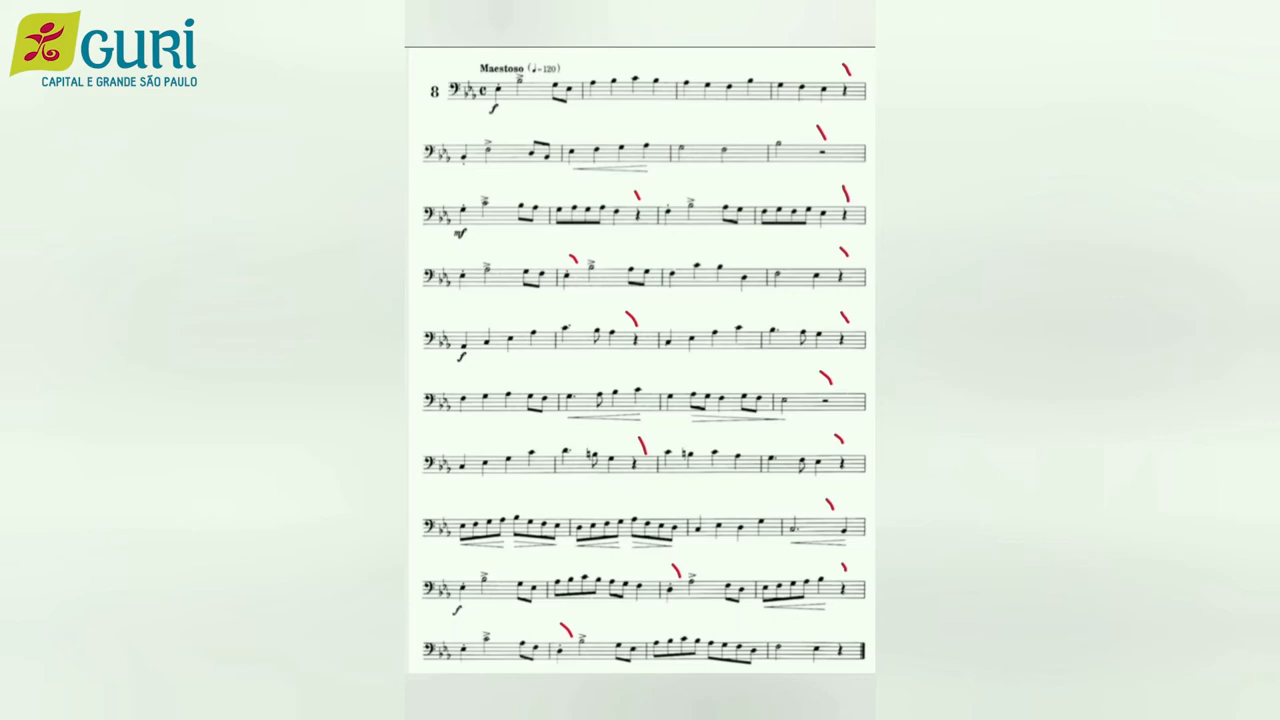 GURI
CAPITAL E GRANDE SÃO PAULO
Maestoso (♩=120)
8
f
mf
f
f